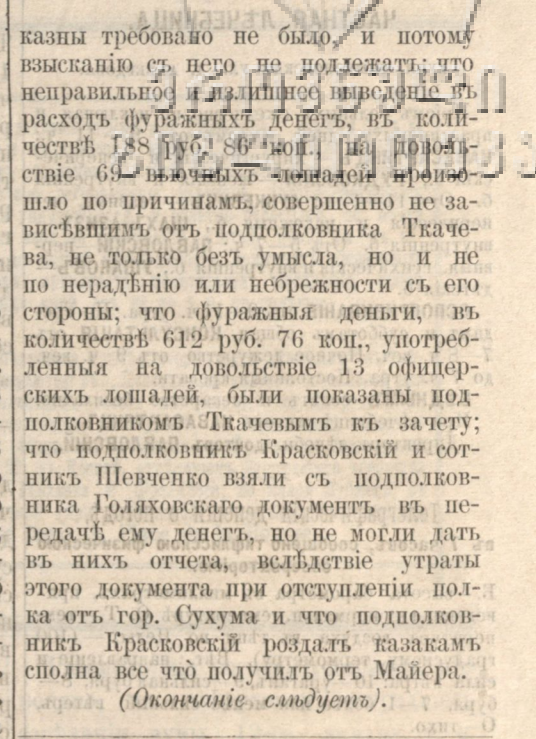 казны требовано не было, и потому
взысканію съ него не подлежатъ; что
неправильное и излишнее выведеніе въ
расходъ фуражныхъ денегъ, въ коли-
чествѣ 138 руб. 86 коп., на доволь-
ствіе 69 вьючныхъ лошадей произо-
шло по причинамъ, совершенно не за-
висѣвшимъ отъ подполковника Ткаче-
ва, не только безъ умысла, но и не
по нерадѣнію или небрежности съ его
стороны; что фуражныя деньги, въ
количествѣ 612 руб. 76 коп., употреб-
ленныя на довольствіе 13 офицер-
скихъ лошадей, были показаны под-
полковникомъ Ткачевымъ къ зачету;
что подполковникъ Красковскій и сот-
никъ Шевченко взяли съ подполков-
ника Голяховскаго документъ въ пе-
редачѣ ему денегъ, но не могли дать
въ нихъ отчета, вслѣдствіе утраты
этого документа при отступленіи пол-
ка отъ гор. Сухума и что подполков-
никъ Красковскій роздалъ казакамъ
сполна все что получилъ отъ Майера.
(Окончаніе слѣдуетъ).